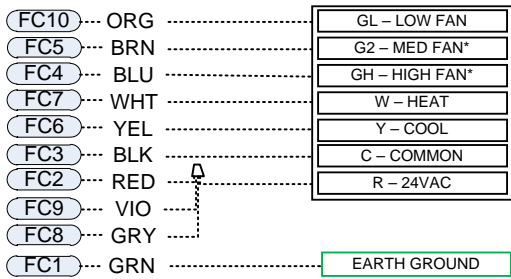 FC10 ORG GL – LOW FAN
FC5 BRN G2 – MED FAN*
FC4 BLU GH – HIGH FAN*
FC7 WHT W – HEAT
FC6 YEL Y – COOL
FC3 BLK C – COMMON
FC2 RED R – 24VAC
FC9 VIO
FC8 GRY
FC1 GRN EARTH GROUND